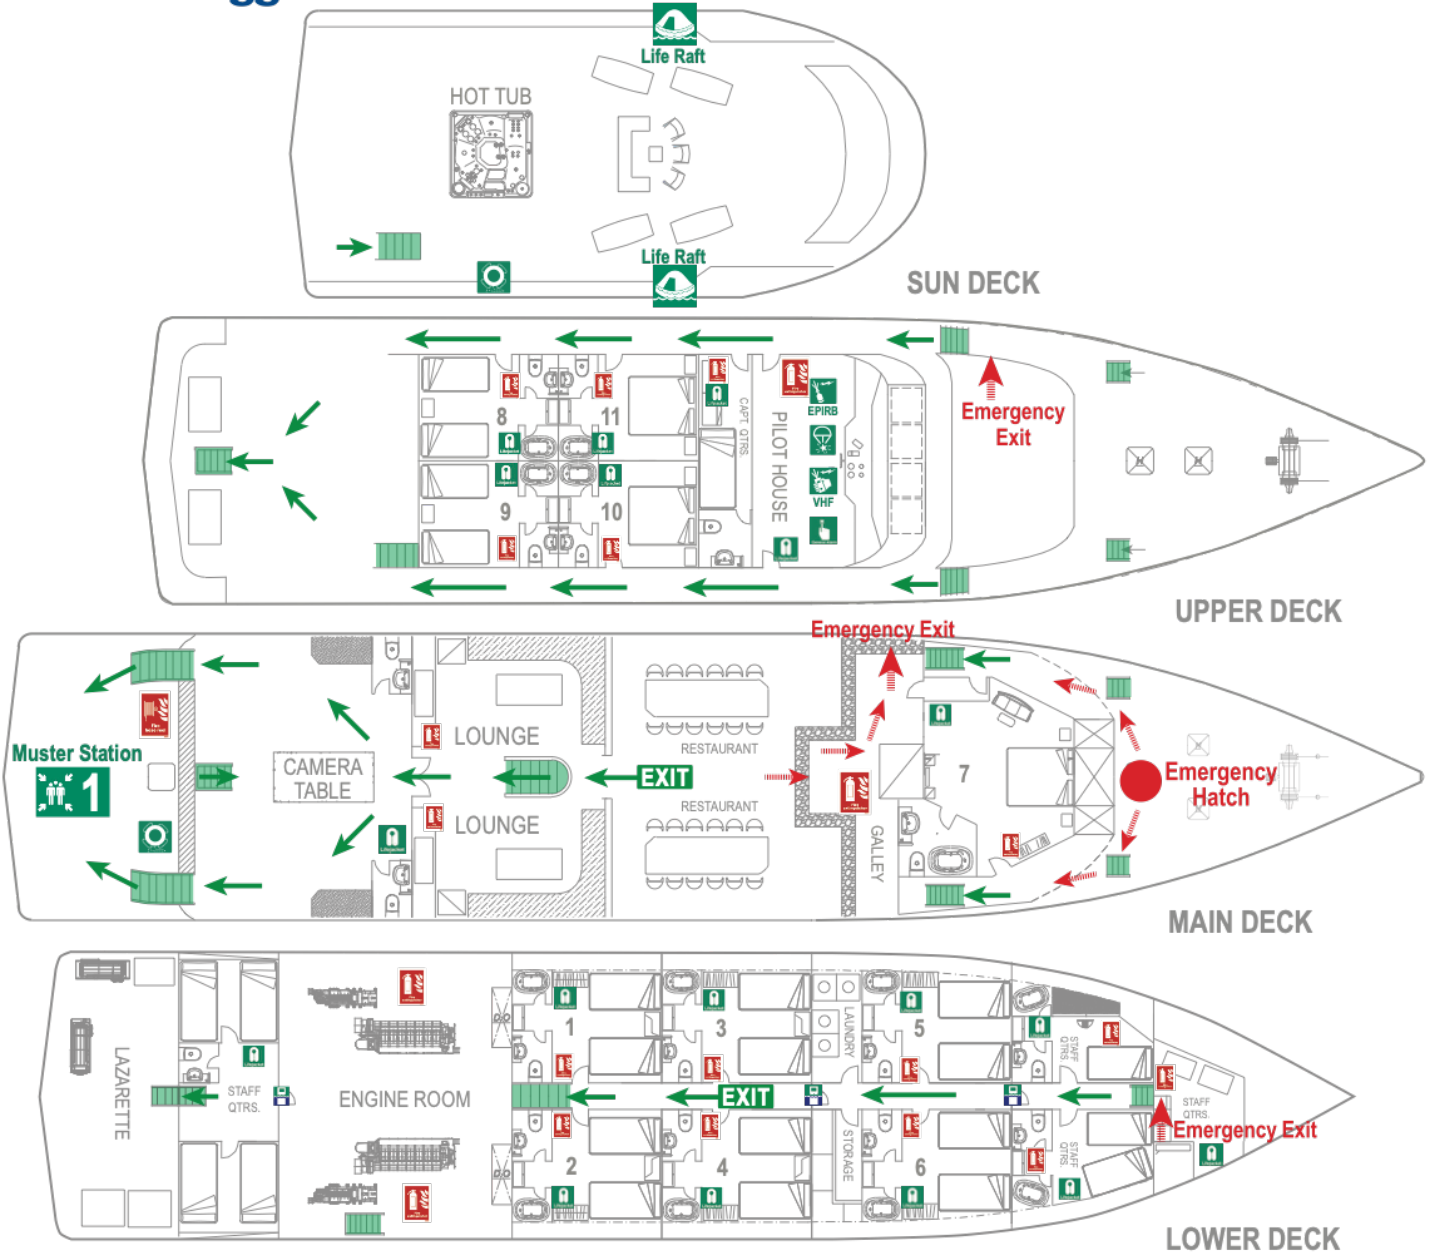 gg
Life Raft
HOT TUB
Life Raft
SUN DECK
8
11
CAPT. QTRS.
PILOT HOUSE
EPIRB
VHF
Emergency
Exit
9
10
H
H
UPPER DECK
Emergency Exit
Muster Station
1
CAMERA
TABLE
LOUNGE
EXIT
LOUNGE
RESTAURANT
RESTAURANT
GALLEY
7
Emergency
Hatch
H
H
MAIN DECK
LAZARETTE
STAFF
QTRS.
ENGINE ROOM
1
3
5
LAUNDRY
STAFF
QTRS.
EXIT
STAFF
QTRS.
Emergency Exit
2
4
6
STORAGE
STAFF
QTRS.
LOWER DECK